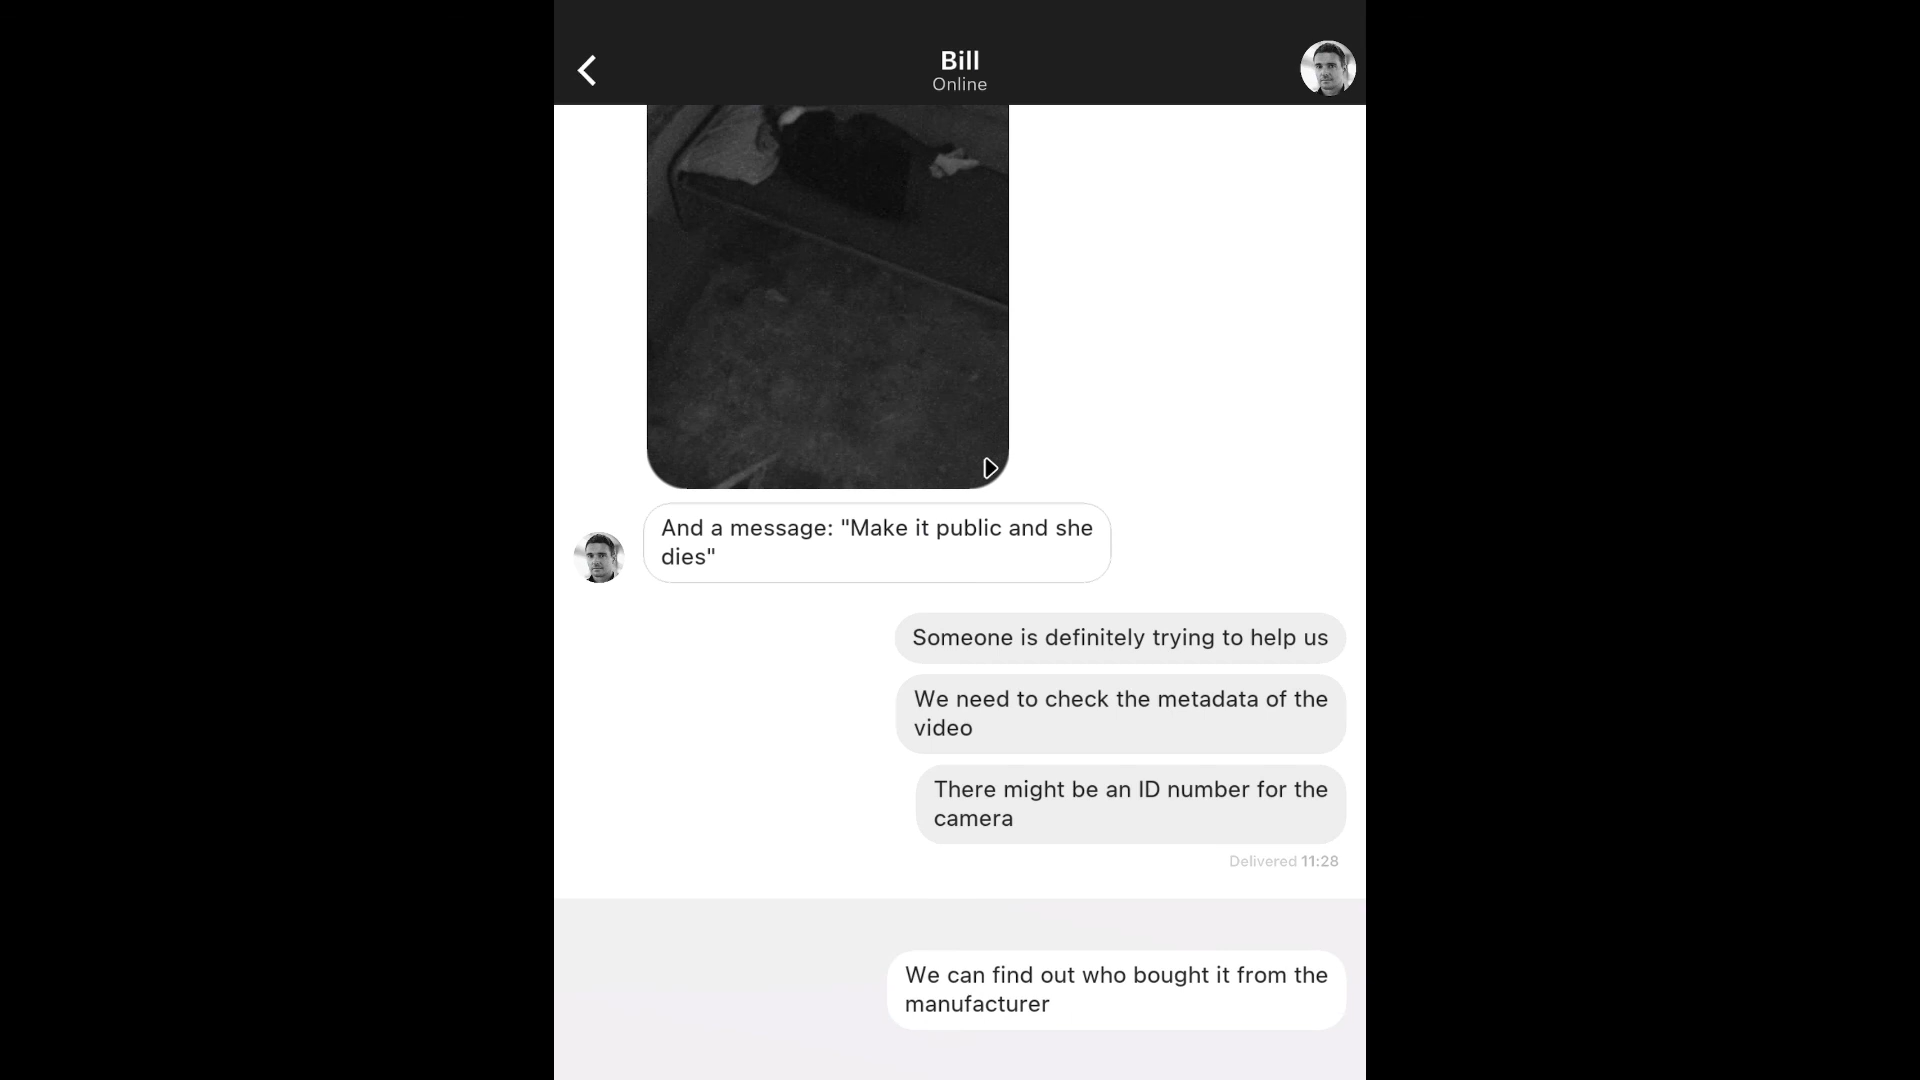 Bill
Online
And a message: "Make it public and she
dies"
Someone is definitely trying to help us
We need to check the metadata of the
video
There might be an ID number for the
camera
Delivered 11:28
We can find out who bought it from the
manufacturer